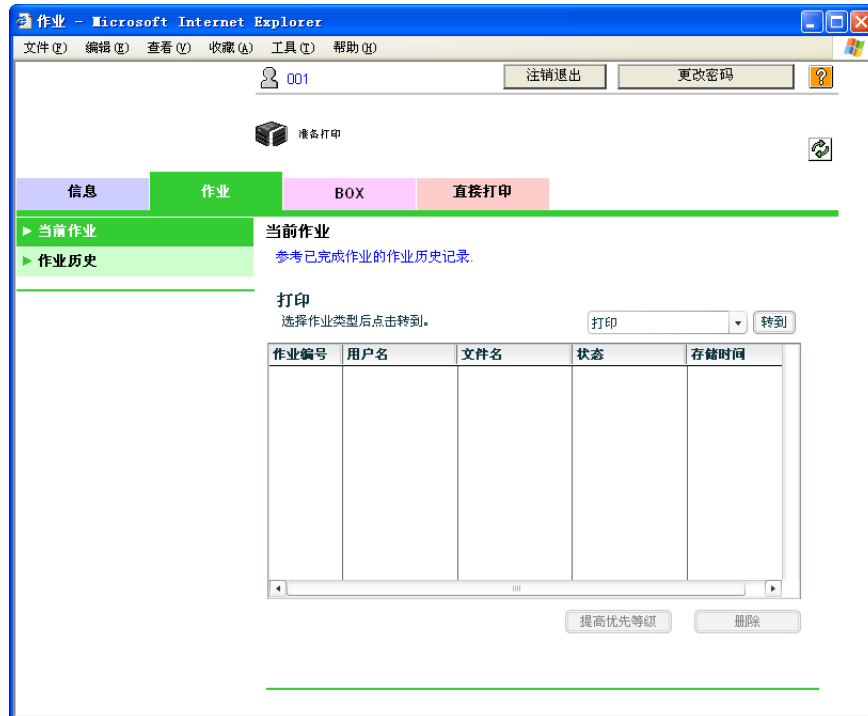 作业 - Microsoft Internet Explorer
文件(F) 编辑(E) 查看(V) 收藏(A) 工具(T) 帮助(H)
001 注销退出 更改密码 ?
准备打印
信息 作业 BOX 直接打印
当前作业
作业历史
当前作业
参考已完成作业的作业历史记录.
打印
选择作业类型后点击转到。 打印 转到
作业编号 用户名 文件名 状态 存储时间
提高优先等级 删除